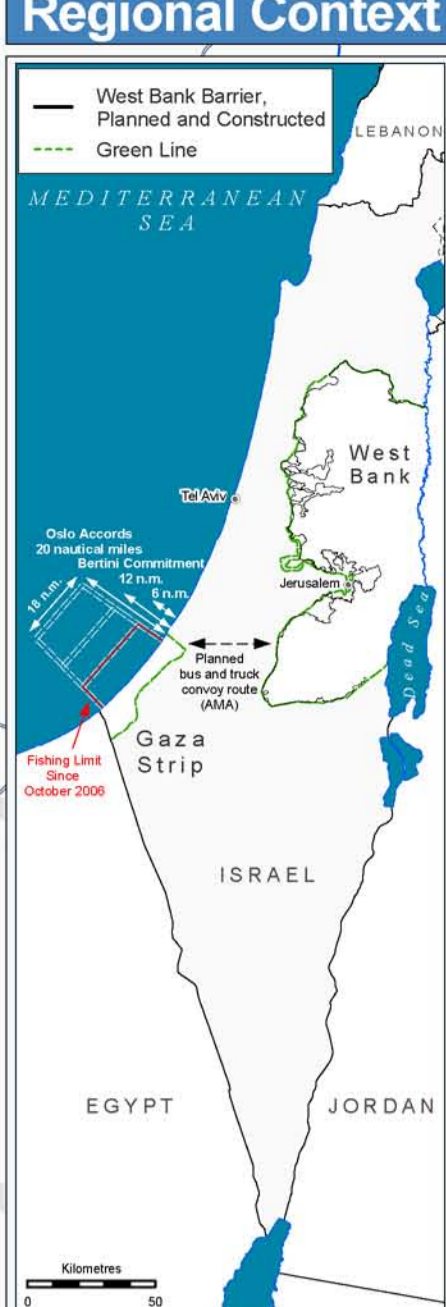 Regional Context
West Bank Barrier,
Planned and Constructed
Green Line
LEBANON
MEDITERRANEAN
SEA
West
Bank
Tel Aviv
Oslo Accords
20 nautical miles
Bertini Commitment
12 n.m.
6 n.m.
18 n.m.
Jerusalem
Dead Sea
Planned
bus and truck
convoy route
(AMA)
Gaza
Strip
Fishing Limit
Since
October 2006
ISRAEL
EGYPT
JORDAN
Kilometres
0 50